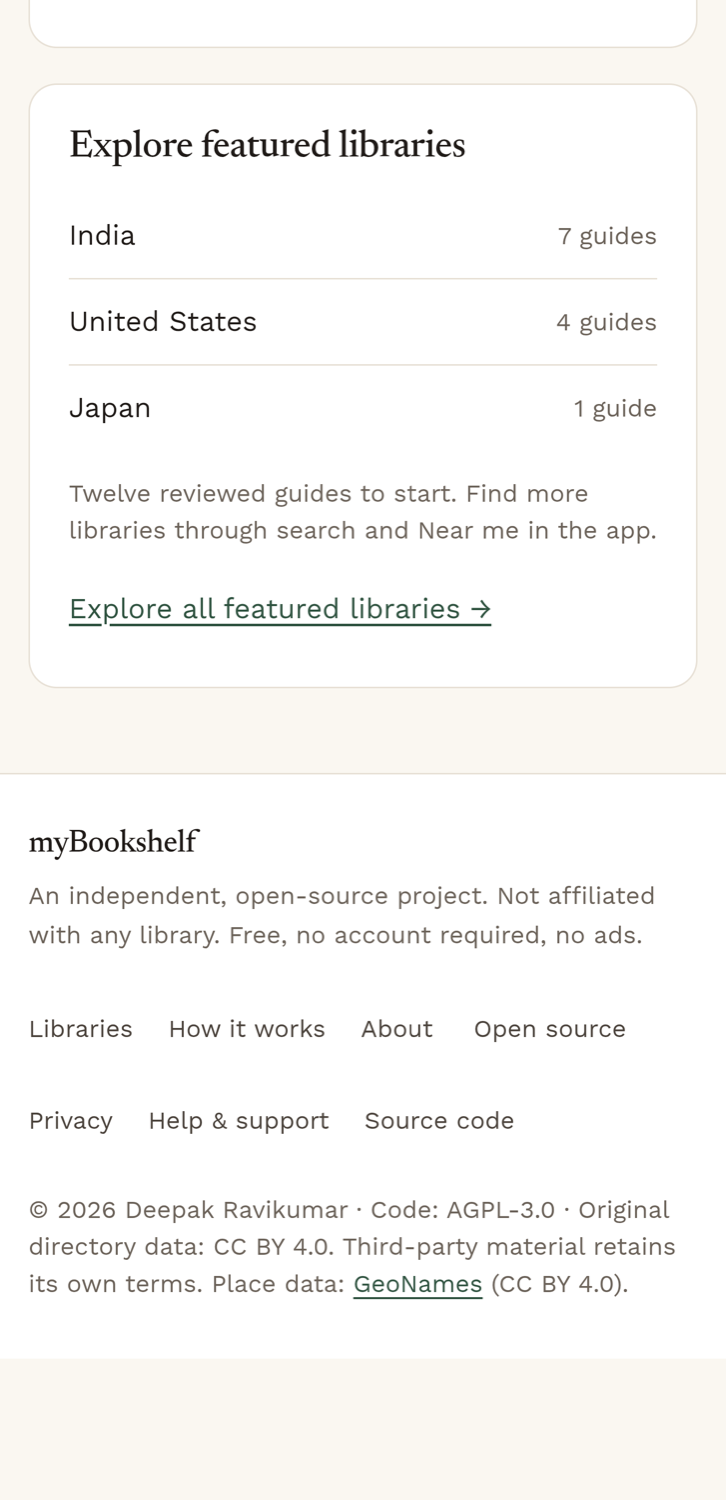 Explore featured libraries
India 7 guides
United States 4 guides
Japan 1 guide
Twelve reviewed guides to start. Find more
libraries through search and Near me in the app.
Explore all featured libraries →
myBookshelf
An independent, open-source project. Not affiliated
with any library. Free, no account required, no ads.
Libraries How it works About Open source
Privacy Help & support Source code
© 2026 Deepak Ravikumar · Code: AGPL-3.0 · Original
directory data: CC BY 4.0. Third-party material retains
its own terms. Place data: GeoNames (CC BY 4.0).